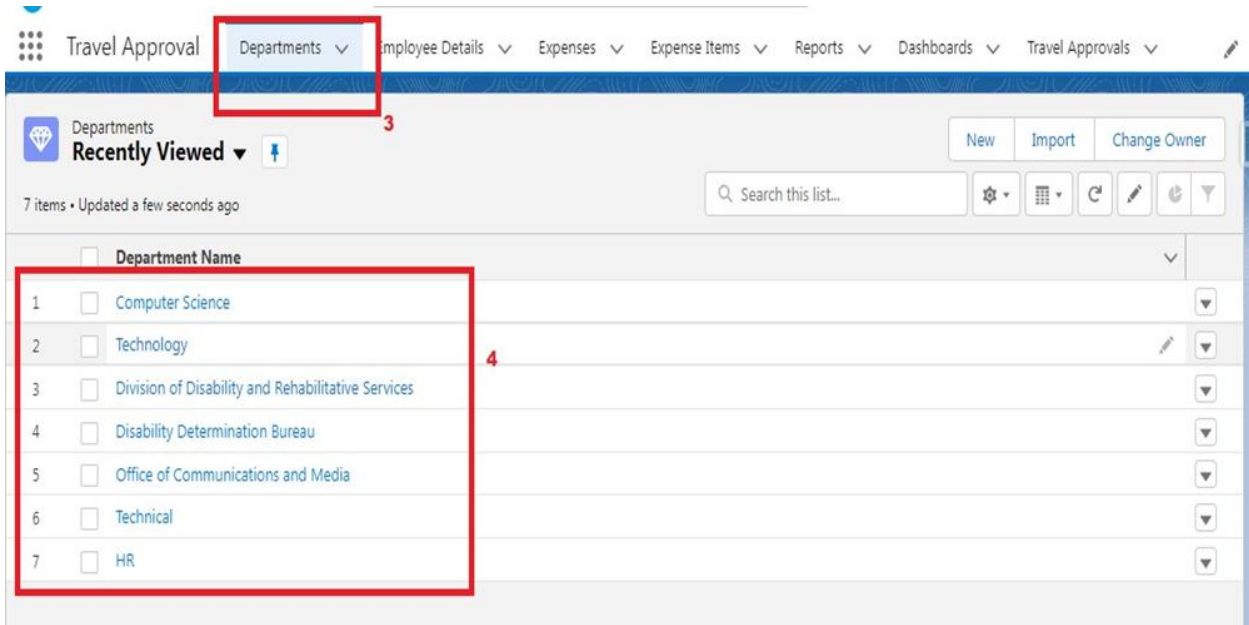 Travel Approval Departments Employee Details Expenses Expense Items Reports Dashboards Travel Approvals
3
Departments
Recently Viewed
New Import Change Owner
7 items • Updated a few seconds ago
Search this list...
Department Name
1 Computer Science
2 Technology
4
3 Division of Disability and Rehabilitative Services
4 Disability Determination Bureau
5 Office of Communications and Media
6 Technical
7 HR